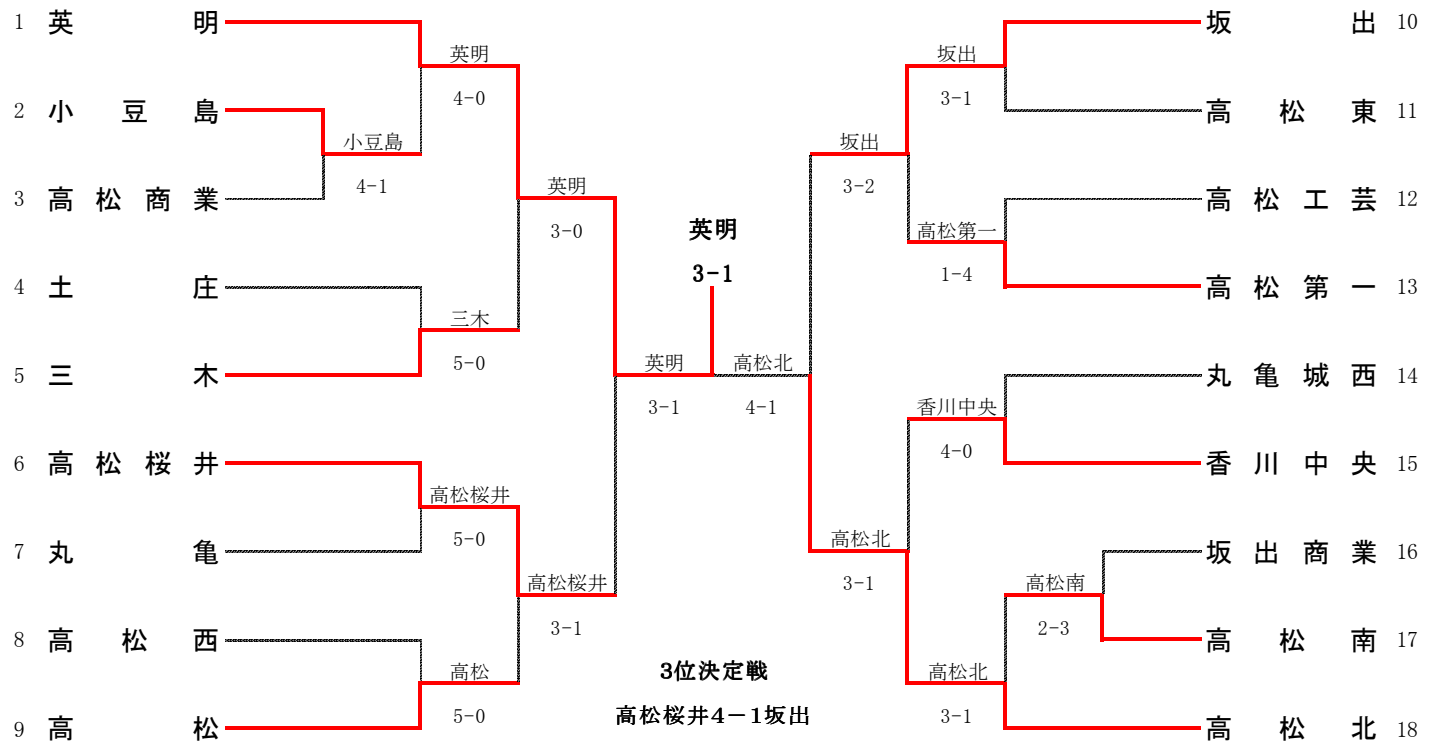 1 英明
2 小豆島
3 高松商業
4 土庄
5 三木
6 高松桜井
7 丸亀
8 高松西
9 高松
英明
4-0
小豆島
4-1
三木
5-0
高松桜井
5-0
高松
5-0
英明
3-0
高松桜井
3-1
英明
3-1
英明
3-1
高松北
4-1
3位決定戦
高松桜井4－1坂出
坂出
3-2
高松北
3-1
坂出
3-1
高松第一
1-4
香川中央
4-0
高松北
3-1
高松南
2-3
坂出 10
高松東 11
高松工芸 12
高松第一 13
丸亀城西 14
香川中央 15
坂出商業 16
高松南 17
高松北 18